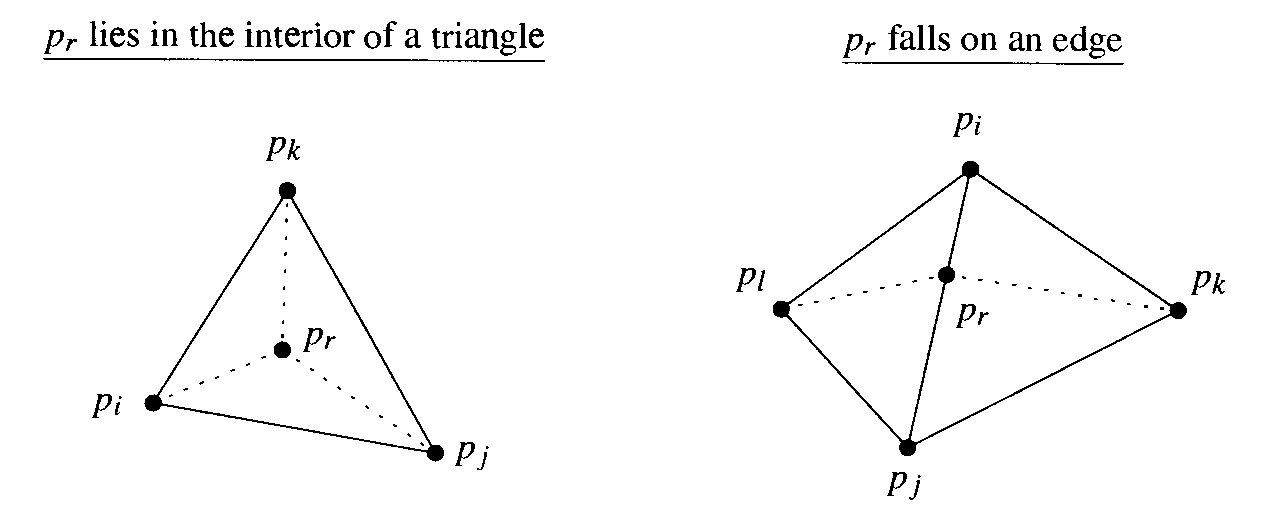 p_r lies in the interior of a triangle
p_k
p_r
p_i
p_j
p_r falls on an edge
p_i
p_l
p_k
p_r
p_j